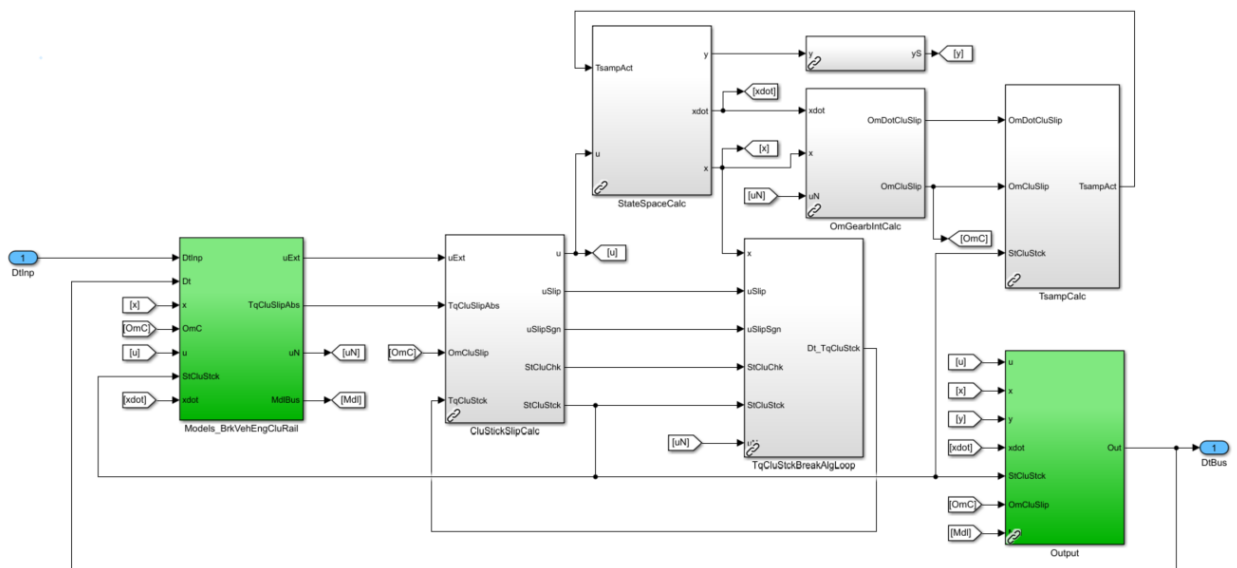 1
DtInp
DtInp
Dt
x
OmC
u
StCluStck
xdot
uExt
TqCluSlipAbs
uN
MdlBus
Models_BrkVehEngCluRail
[x]
[OmC]
[u]
[xdot]
[uN]
[Mdl]
uExt
TqCluSlipAbs
OmCluSlip
TqCluStck
u
uSlip
uSlipSgn
StCluChk
StCluStck
CluStickSlipCalc
[OmC]
[u]
TsampAct
u
y
xdot
x
StateSpaceCalc
[xdot]
[x]
y
yS
[y]
xdot
x
uN
OmDotCluSlip
OmCluSlip
OmGearbIntCalc
[uN]
[OmC]
x
uSlip
uSlipSgn
StCluChk
StCluStck
Dt_TqCluStck
TqCluStckBreakAlgLoop
[uN]
OmDotCluSlip
OmCluSlip
StCluStck
TsampAct
TsampCalc
[u]
[x]
[y]
[xdot]
[OmC]
[Mdl]
u
x
y
xdot
StCluStck
OmCluSlip
Out
Output
1
DtBus